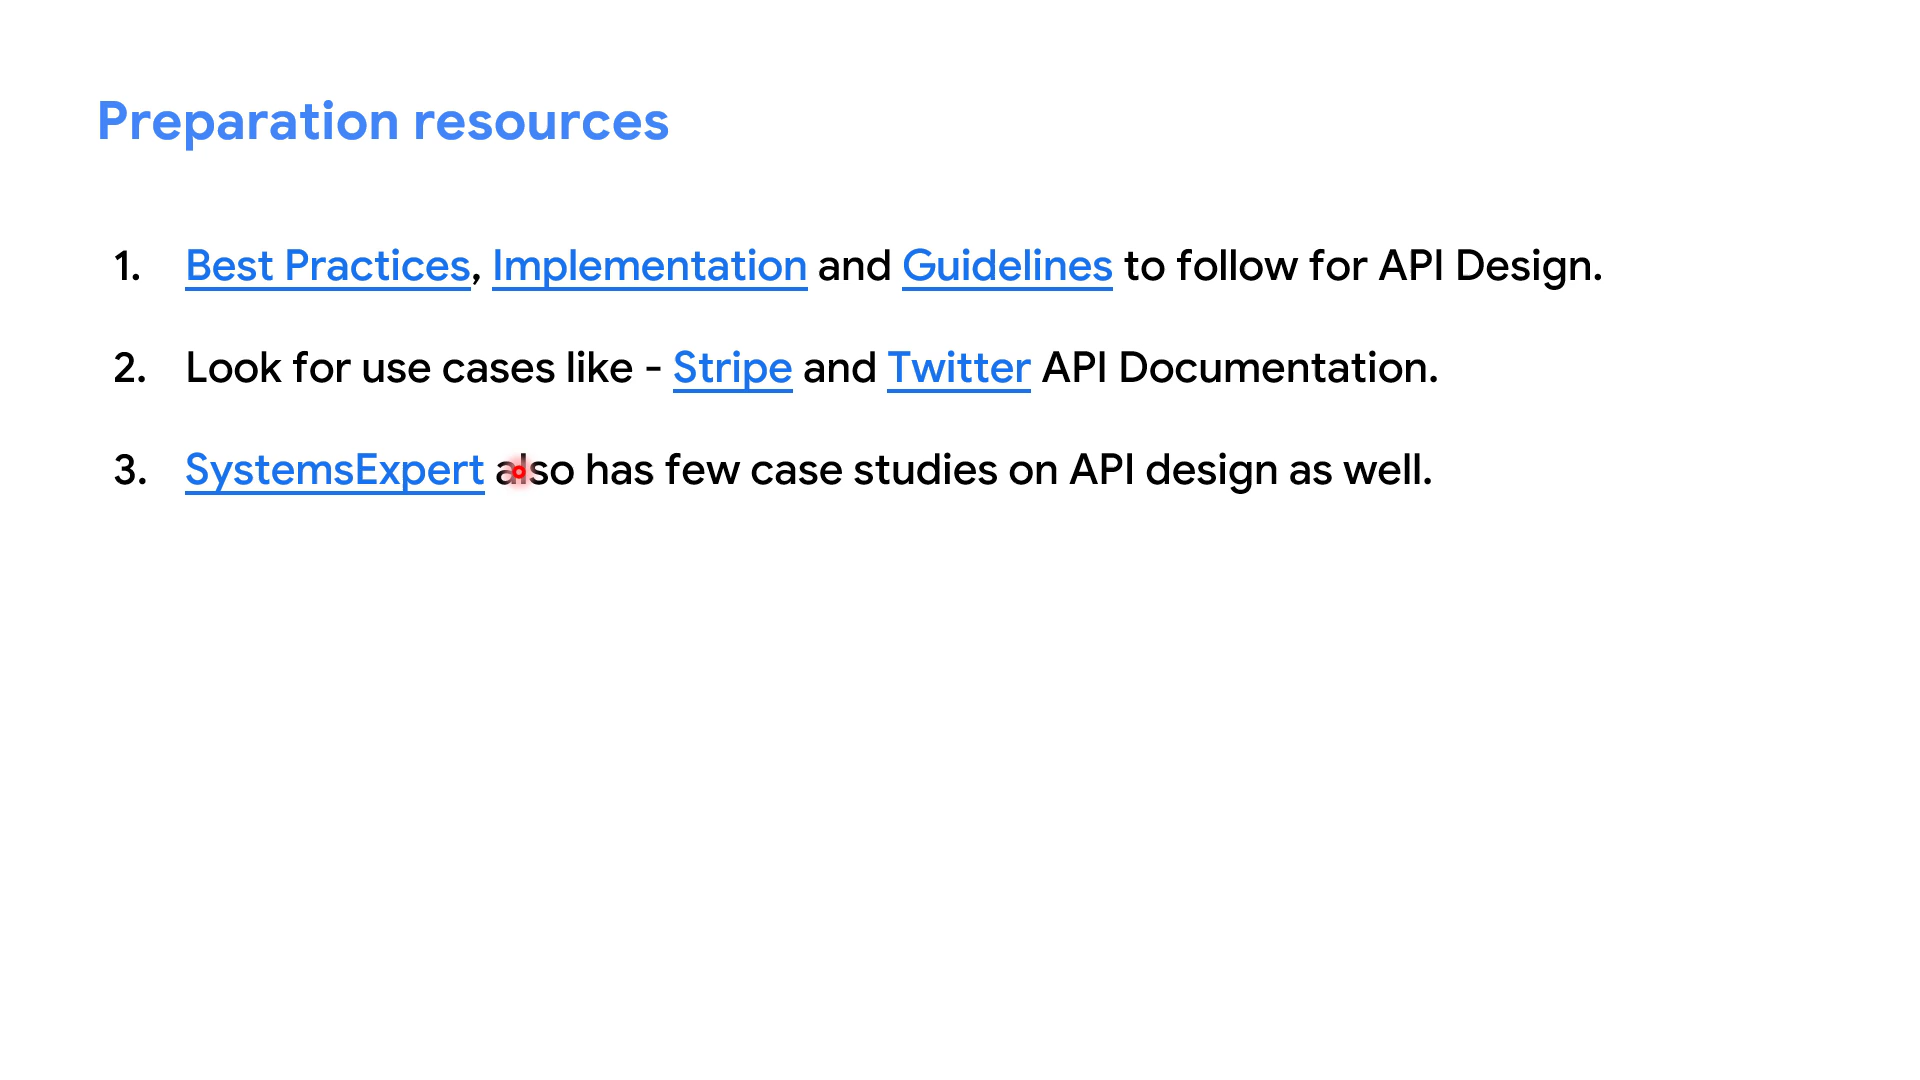 Preparation resources
1. Best Practices, Implementation and Guidelines to follow for API Design.
2. Look for use cases like - Stripe and Twitter API Documentation.
3. SystemsExpert also has few case studies on API design as well.